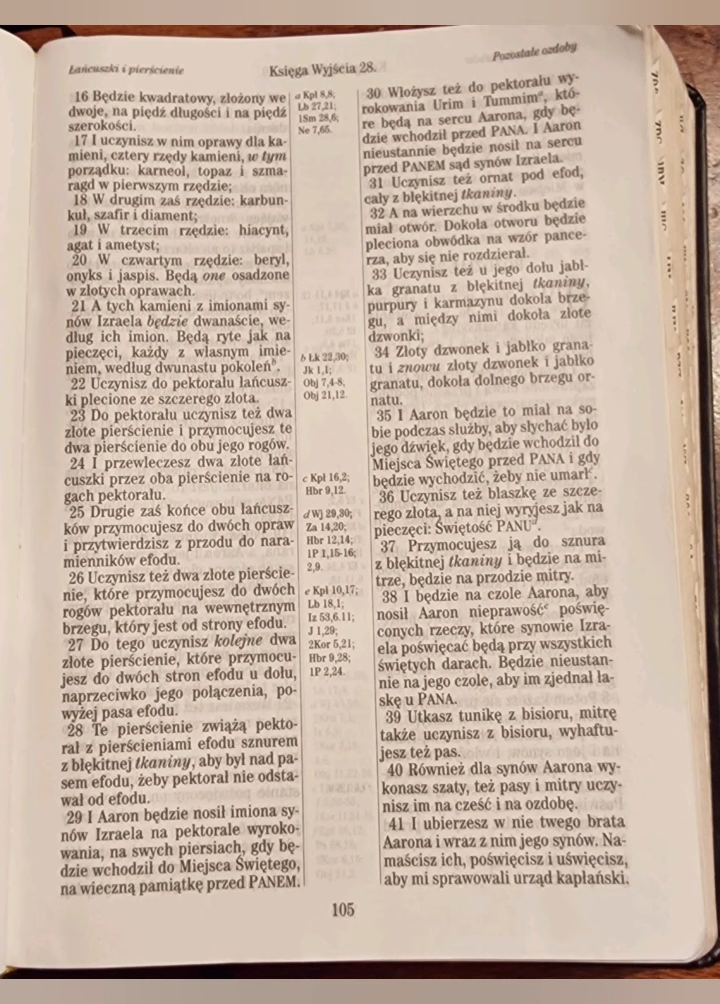 Łańcuszki i pierścienie
Księga Wyjścia 28.
Pozostałe ozdoby
16 Będzie kwadratowy, złożony we
dwoje, na piędź długości i na piędź
szerokości.
17 I uczynisz w nim oprawy dla ka-
mieni, cztery rzędy kamieni, w tym
porządku: karneol, topaz i szma-
ragd w pierwszym rzędzie;
18 W drugim zaś rzędzie: karbun-
kuł, szafir i diament;
19 W trzecim rzędzie: hiacynt,
agat i ametyst;
20 W czwartym rzędzie: beryl,
onyks i jaspis. Będą one osadzone
w złotych oprawach.
21 A tych kamieni z imionami sy-
nów Izraela będzie dwanaście, we-
dług ich imion. Będą ryte jak na
pieczęci, każdy z własnym imie-
niem, według dwunastu pokoleńᵇ.
22 Uczynisz do pektorału łańcusz-
ki plecione ze szczerego złota.
23 Do pektorału uczynisz też dwa
złote pierścienie i przymocujesz te
dwa pierścienie do obu jego rogów.
24 I przewleczesz dwa złote łań-
cuszki przez oba pierścienie na ro-
gach pektorału.
25 Drugie zaś końce obu łańcusz-
ków przymocujesz do dwóch opraw
i przytwierdzisz z przodu do nara-
mienników efodu.
26 Uczynisz też dwa złote pierście-
nie, które przymocujesz do dwóch
rogów pektorału na wewnętrznym
brzegu, który jest od strony efodu.
27 Do tego uczynisz kolejne dwa
złote pierścienie, które przymocu-
jesz do dwóch stron efodu u dołu,
naprzeciwko jego połączenia, po-
wyżej pasa efodu.
28 Te pierścienie zwiążą pekto-
rał z pierścieniami efodu sznurem
z błękitnej tkaniny, aby był nad pa-
sem efodu, żeby pektorał nie odsta-
wał od efodu.
29 I Aaron będzie nosił imiona sy-
nów Izraela na pektorale wyroko-
wania, na swych piersiach, gdy bę-
dzie wchodził do Miejsca Świętego,
na wieczną pamiątkę przed PANEM.
a Kpł 8,8;
Lb 27,21;
1Sm 28,6;
Ne 7,65.
b Łk 22,30;
Jk 1,1;
Obj 7,4-8,
Obj 21,12.
c Kpł 16,2;
Hbr 9,12.
d Wj 29,30;
Za 14,20;
Hbr 12,14;
1P 1,15-16;
2,9.
e Kpł 10,17;
Lb 18,1;
Iz 53,6.11;
J 1,29;
2Kor 5,21;
Hbr 9,28;
1P 2,24.
30 Włożysz też do pektorału wy-
rokowania Urim i Tummimᵃ, któ-
re będą na sercu Aarona, gdy bę-
dzie wchodził przed PANA. I Aaron
nieustannie będzie nosił na sercu
przed PANEM sąd synów Izraela.
31 Uczynisz też ornat pod efod,
cały z błękitnej tkaniny.
32 A na wierzchu w środku będzie
miał otwór. Dokoła otworu będzie
pleciona obwódka na wzór pance-
rza, aby się nie rozdzierał.
33 Uczynisz też u jego dołu jabł-
ka granatu z błękitnej tkaniny,
purpury i karmazynu dokoła brze-
gu, a między nimi dokoła złote
dzwonki;
34 Złoty dzwonek i jabłko grana-
tu i znowu złoty dzwonek i jabłko
granatu, dokoła dolnego brzegu or-
natu.
35 I Aaron będzie to miał na so-
bie podczas służby, aby słychać było
jego dźwięk, gdy będzie wchodził do
Miejsca Świętego przed PANA i gdy
będzie wychodzić, żeby nie umarłᶜ.
36 Uczynisz też blaszkę ze szcze-
rego złota, a na niej wyryjesz jak na
pieczęci: Świętość PANUᵈ.
37 Przymocujesz ją do sznura
z błękitnej tkaniny i będzie na mi-
trze, będzie na przodzie mitry.
38 I będzie na czole Aarona, aby
nosił Aaron nieprawośćᵉ poświę-
conych rzeczy, które synowie Izra-
ela poświęcać będą przy wszystkich
świętych darach. Będzie nieustan-
nie na jego czole, aby im zjednał ła-
skę u PANA.
39 Utkasz tunikę z bisioru, mitrę
także uczynisz z bisioru, wyhaftu-
jesz też pas.
40 Również dla synów Aarona wy-
konasz szaty, też pasy i mitry uczy-
nisz im na cześć i na ozdobę.
41 I ubierzesz w nie twego brata
Aarona i wraz z nim jego synów. Na-
maścisz ich, poświęcisz i uświęcisz,
aby mi sprawowali urząd kapłański.
105